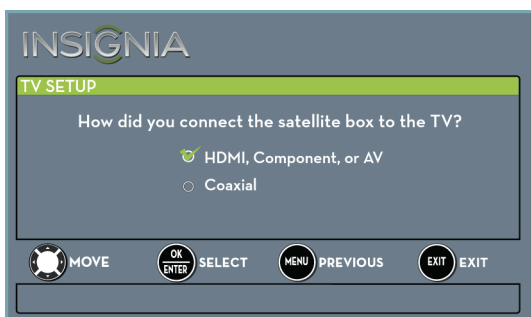 INSIGNIA
TV SETUP
How did you connect the satellite box to the TV?
HDMI, Component, or AV
Coaxial
MOVE OK ENTER SELECT MENU PREVIOUS EXIT EXIT